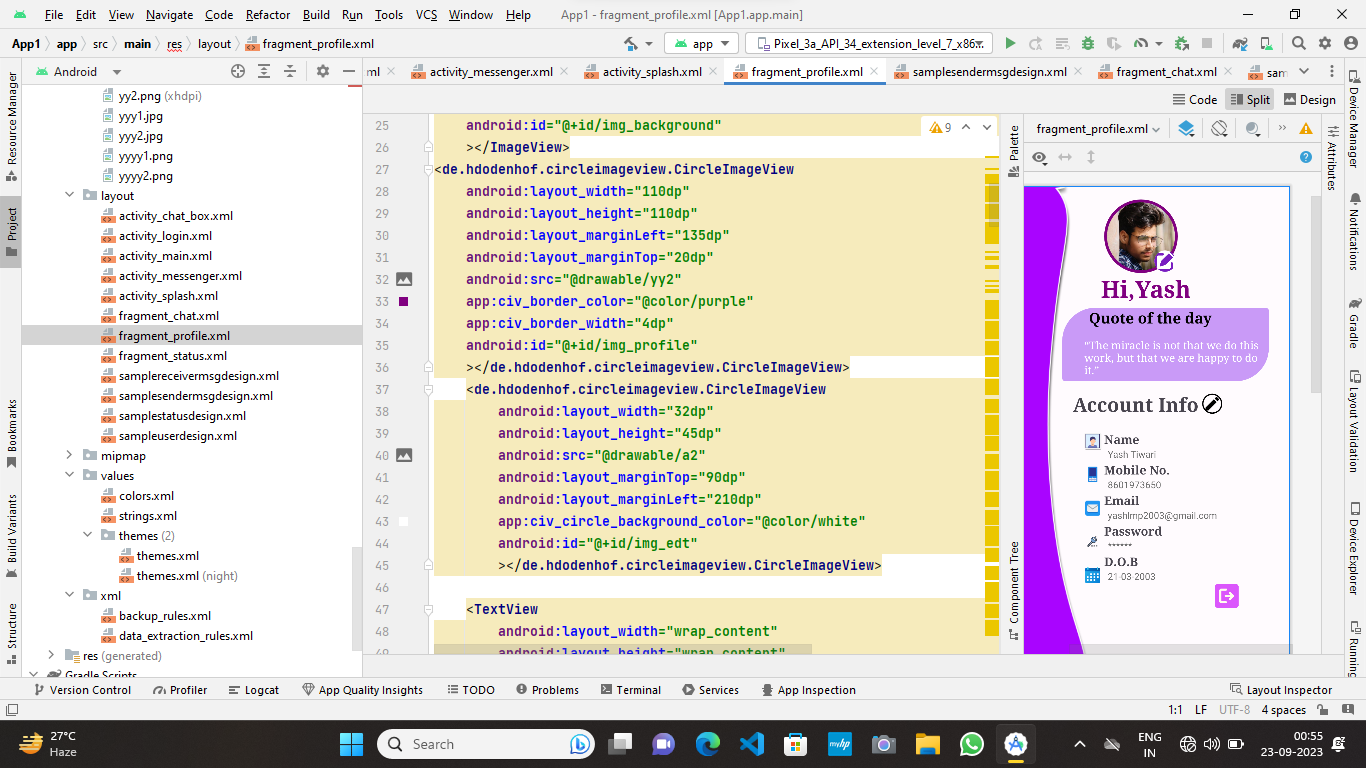 File Edit View Navigate Code Refactor Build Run Tools VCS Window Help App1 - fragment_profile.xml [App1.app.main]
App1 app src main res layout fragment_profile.xml app Pixel_3a_API_34_extension_level_7_x86...
Android
ml activity_messenger.xml activity_splash.xml fragment_profile.xml samplesendermsgdesign.xml fragment_chat.xml sam
Code Split Design
Resource Manager
Project
Bookmarks
Build Variants
Structure
yy2.png (xhdpi)
yyy1.jpg
yyy2.jpg
yyyy1.png
yyyy2.png
layout
activity_chat_box.xml
activity_login.xml
activity_main.xml
activity_messenger.xml
activity_splash.xml
fragment_chat.xml
fragment_profile.xml
fragment_status.xml
samplereceivermsgdesign.xml
samplesendermsgdesign.xml
samplestatusdesign.xml
sampleuserdesign.xml
mipmap
values
colors.xml
strings.xml
themes (2)
themes.xml
themes.xml (night)
xml
backup_rules.xml
data_extraction_rules.xml
res (generated)
Gradle Scripts
9
25 android:id="@+id/img_background"
26 ></ImageView>
27 <de.hdodenhof.circleimageview.CircleImageView
28 android:layout_width="110dp"
29 android:layout_height="110dp"
30 android:layout_marginLeft="135dp"
31 android:layout_marginTop="20dp"
32 android:src="@drawable/yy2"
33 app:civ_border_color="@color/purple"
34 app:civ_border_width="4dp"
35 android:id="@+id/img_profile"
36 ></de.hdodenhof.circleimageview.CircleImageView>
37 <de.hdodenhof.circleimageview.CircleImageView
38 android:layout_width="32dp"
39 android:layout_height="45dp"
40 android:src="@drawable/a2"
41 android:layout_marginTop="90dp"
42 android:layout_marginLeft="210dp"
43 app:civ_circle_background_color="@color/white"
44 android:id="@+id/img_edt"
45 ></de.hdodenhof.circleimageview.CircleImageView>
46
47 <TextView
48 android:layout_width="wrap_content"
49 android:layout_height="wrap_content"
Palette
Component Tree
fragment_profile.xml
Hi,Yash
Quote of the day
"The miracle is not that we do this
work, but that we are happy to do
it."
Account Info
Name
Yash Tiwari
Mobile No.
8601973650
Email
yashlmp2003@gmail.com
Password
******
D.O.B
21-03-2003
Attributes
Device Manager
Notifications
Gradle
Layout Validation
Device Explorer
Running
Version Control Profiler Logcat App Quality Insights TODO Problems Terminal Services App Inspection Layout Inspector
1:1 LF UTF-8 4 spaces
27°C
Haze
Search
myhp
ENG
IN
00:55
23-09-2023